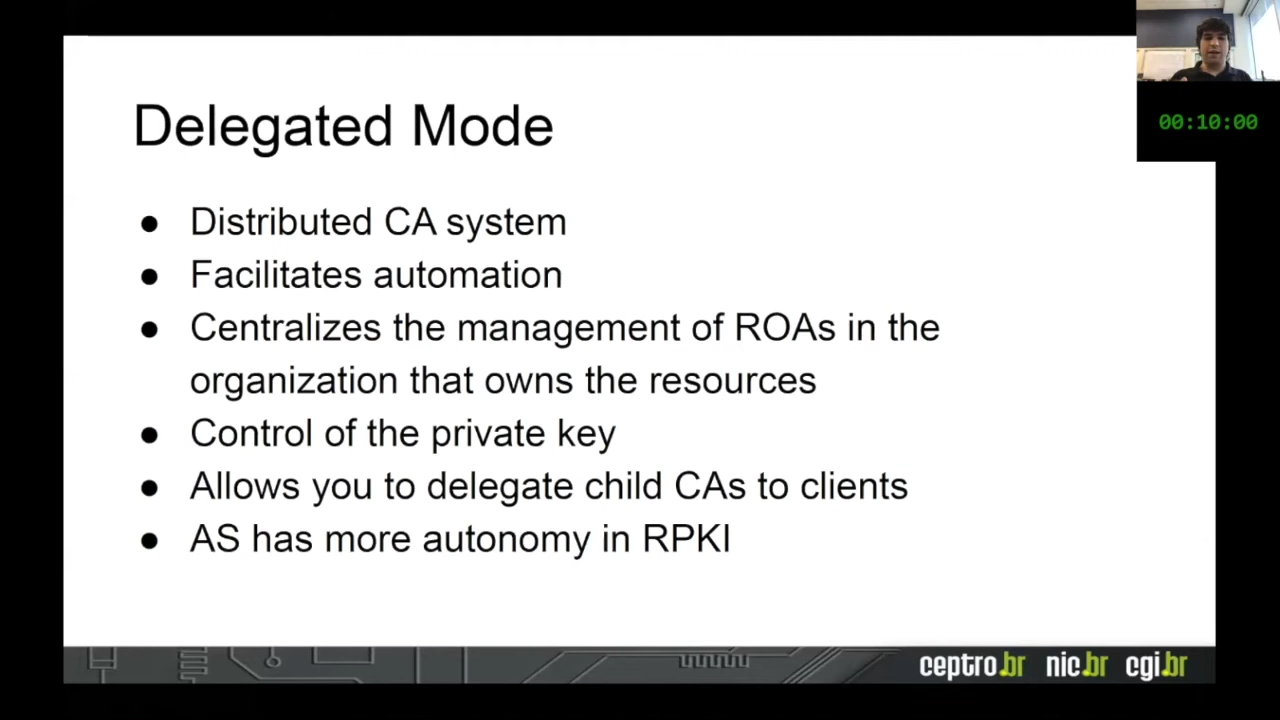 Delegated Mode
00:10:00
● Distributed CA system
● Facilitates automation
● Centralizes the management of ROAs in the
organization that owns the resources
● Control of the private key
● Allows you to delegate child CAs to clients
● AS has more autonomy in RPKI
ceptro.br nic.br cgi.br